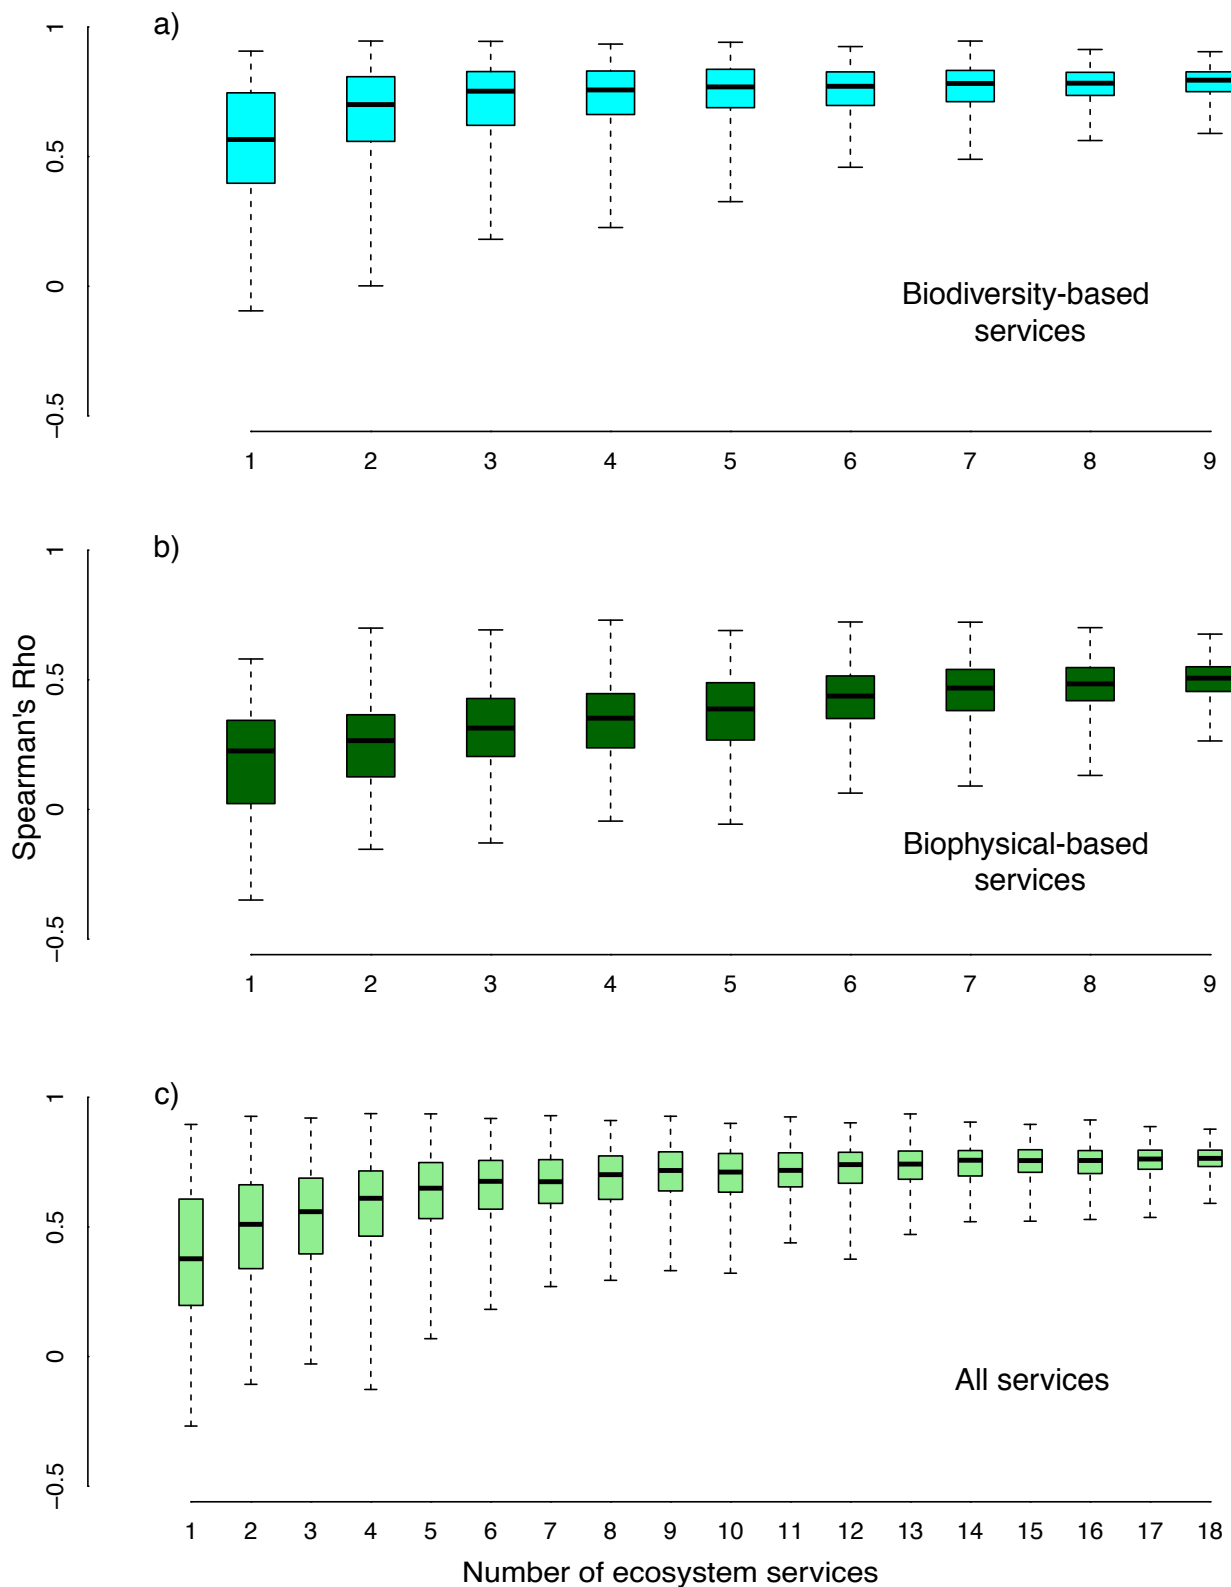 a)
1
0.5
0
−0.5
Biodiversity-based
services
1 2 3 4 5 6 7 8 9
b)
1
0.5
0
−0.5
Spearman's Rho
Biophysical-based
services
1 2 3 4 5 6 7 8 9
c)
1
0.5
0
−0.5
All services
1 2 3 4 5 6 7 8 9 10 11 12 13 14 15 16 17 18
Number of ecosystem services